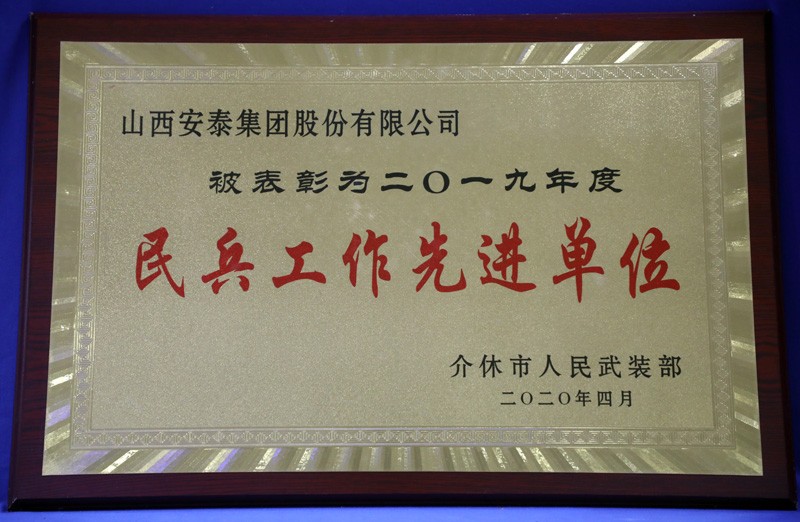 山西安泰集团股份有限公司
被表彰为二〇一九年度
民兵工作先进单位
介休市人民武装部
二〇二〇年四月